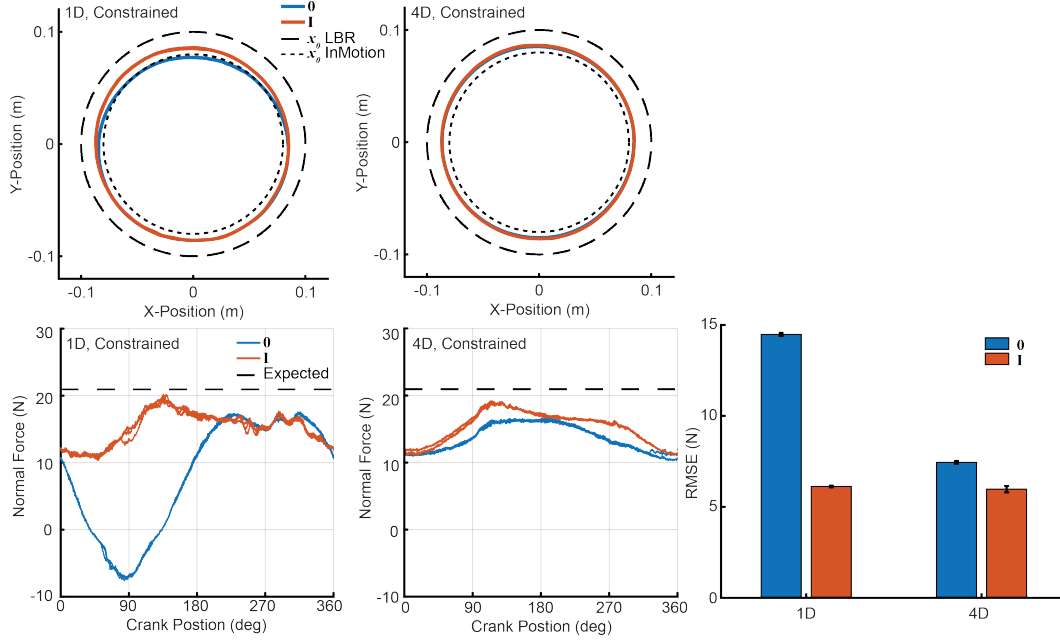 1D, Constrained
0
I
x₀ LBR
x₀ InMotion
0.1
0
-0.1
Y-Position (m)
-0.1
0
0.1
X-Position (m)
4D, Constrained
0.1
0
-0.1
Y-Position (m)
-0.1
0
0.1
X-Position (m)
1D, Constrained
0
I
Expected
30
20
10
0
-10
Normal Force (N)
0
90
180
270
360
Crank Postion (deg)
4D, Constrained
30
20
10
0
-10
Normal Force (N)
0
90
180
270
360
Crank Postion (deg)
0
I
15
10
5
0
RMSE (N)
1D
4D